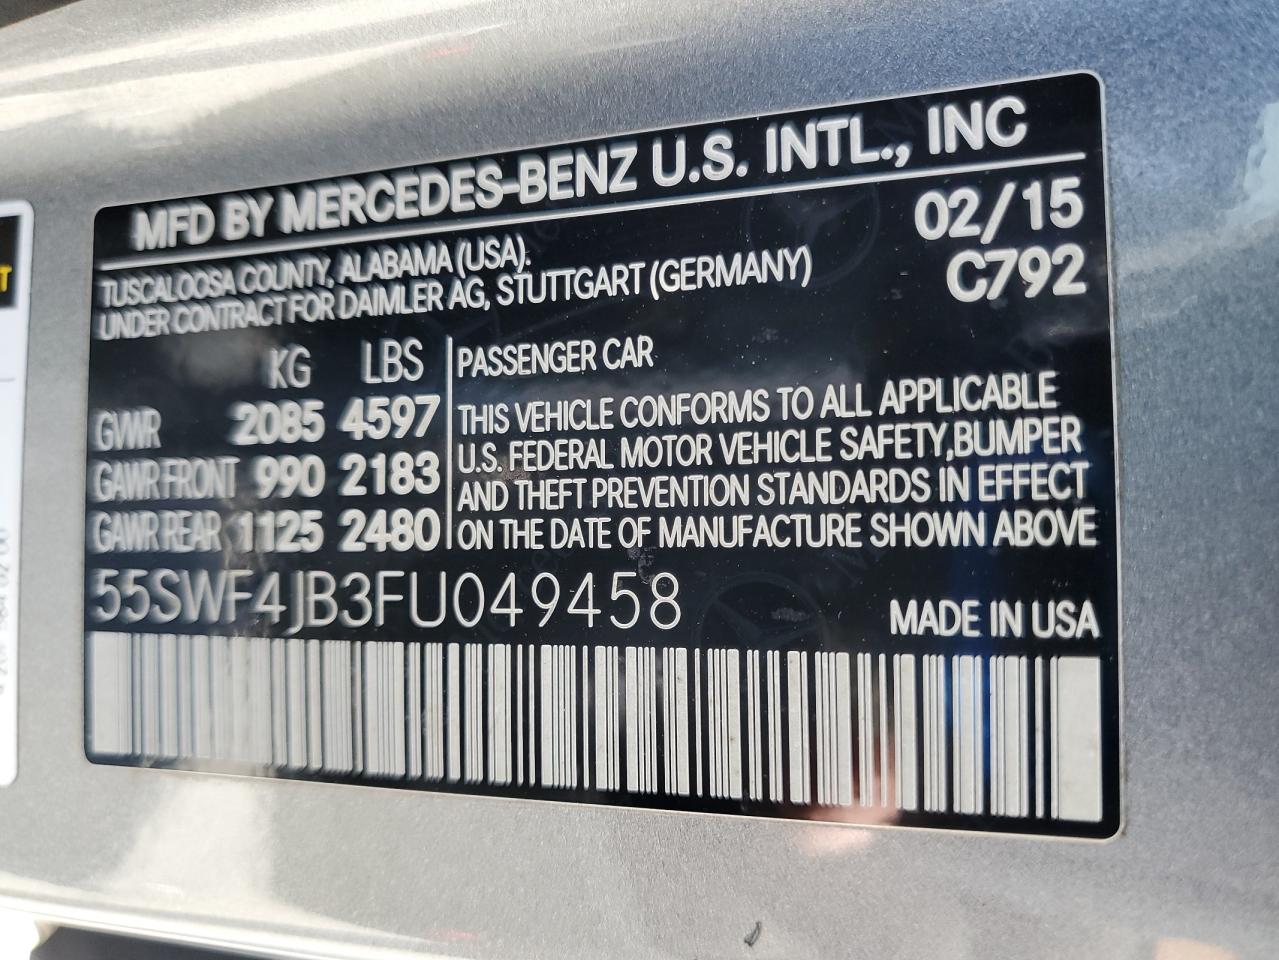 MFD BY MERCEDES-BENZ U.S. INTL., INC
TUSCALOOSA COUNTY, ALABAMA (USA).
UNDER CONTRACT FOR DAIMLER AG, STUTTGART (GERMANY)
02/15
C792
KG LBS
GVWR 2085 4597
GAWR FRONT 990 2183
GAWR REAR 1125 2480
PASSENGER CAR
THIS VEHICLE CONFORMS TO ALL APPLICABLE
U.S. FEDERAL MOTOR VEHICLE SAFETY,BUMPER
AND THEFT PREVENTION STANDARDS IN EFFECT
ON THE DATE OF MANUFACTURE SHOWN ABOVE
55SWF4JB3FU049458
MADE IN USA